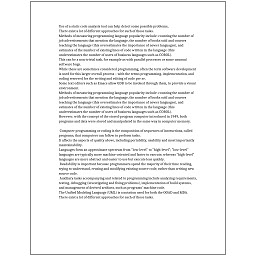 Use of a static code analysis tool can help detect some possible problems.
There exist a lot of different approaches for each of those tasks.
Methods of measuring programming language popularity include: counting the number of
job advertisements that mention the language, the number of books sold and courses
teaching the language (this overestimates the importance of newer languages), and
estimates of the number of existing lines of code written in the language (this
underestimates the number of users of business languages such as COBOL).
This can be a non-trivial task, for example as with parallel processes or some unusual
software bugs.
While these are sometimes considered programming, often the term software development
is used for this larger overall process – with the terms programming, implementation, and
coding reserved for the writing and editing of code per se.
Some text editors such as Emacs allow GDB to be invoked through them, to provide a visual
environment.
Methods of measuring programming language popularity include: counting the number of
job advertisements that mention the language, the number of books sold and courses
teaching the language (this overestimates the importance of newer languages), and
estimates of the number of existing lines of code written in the language (this
underestimates the number of users of business languages such as COBOL).
However, with the concept of the stored-program computer introduced in 1949, both
programs and data were stored and manipulated in the same way in computer memory.
Computer programming or coding is the composition of sequences of instructions, called
programs, that computers can follow to perform tasks.
It affects the aspects of quality above, including portability, usability and most importantly
maintainability.
Languages form an approximate spectrum from "low-level" to "high-level"; "low-level"
languages are typically more machine-oriented and faster to execute, whereas "high-level"
languages are more abstract and easier to use but execute less quickly.
Readability is important because programmers spend the majority of their time reading,
trying to understand, reusing and modifying existing source code, rather than writing new
source code.
Auxiliary tasks accompanying and related to programming include analyzing requirements,
testing, debugging (investigating and fixing problems), implementation of build systems,
and management of derived artifacts, such as programs' machine code.
The Unified Modeling Language (UML) is a notation used for both the OOAD and MDA.
There exist a lot of different approaches for each of those tasks.